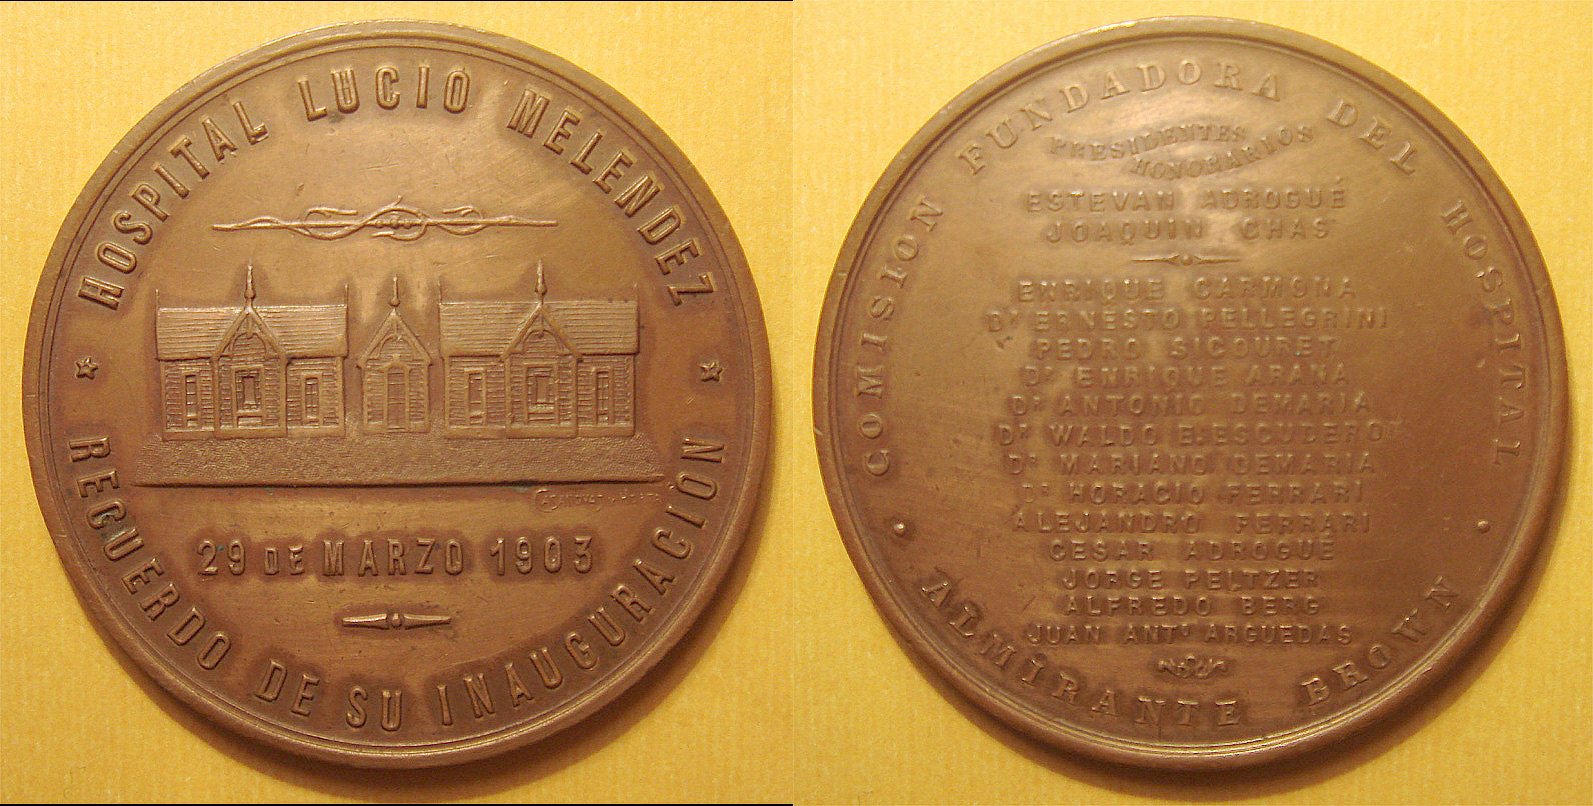 HOSPITAL LUCIO MELENDEZ
29 DE MARZO 1903
RECUERDO DE SU INAUGURACION
COMISION FUNDADORA DEL HOSPITAL
PRESIDENTES
HONORARIOS
ESTEVAN ADROGUÉ
JOAQUIN CHAS
ENRIQUE CARMONA
Dr ERNESTO PELLEGRINI
PEDRO SICOURET
Dr ENRIQUE ARANA
Dr ANTONIO DEMARIA
Dr WALDO E. ESCUDERO
Dr MARIANO DEMARIA
Dr HORACIO FERRARI
ALEJANDRO FERRARI
CESAR ADROGUÉ
JORGE PELTZER
ALFREDO BERG
JUAN ANTo ARGUEDAS
ALMIRANTE BROWN